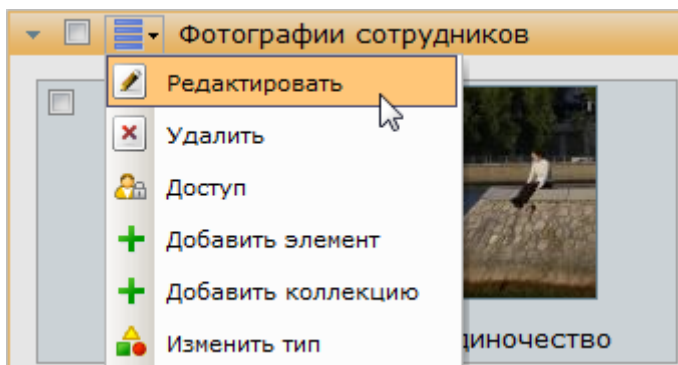 Фотографии сотрудников
Редактировать
Удалить
Доступ
Добавить элемент
Добавить коллекцию
Изменить тип